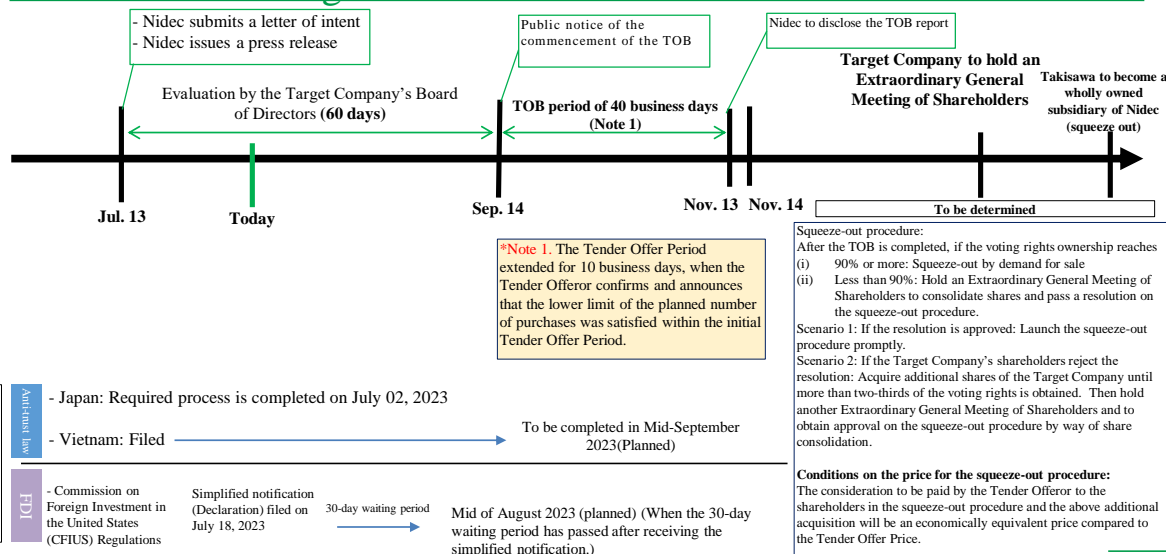 - Nidec submits a letter of intent
- Nidec issues a press release
Public notice of the
commencement of the TOB
Nidec to disclose the TOB report
Target Company to hold an
Extraordinary General
Meeting of Shareholders
Takisawa to become a
wholly owned
subsidiary of Nidec
(squeeze out)
Evaluation by the Target Company's Board
of Directors (60 days)
TOB period of 40 business days
(Note 1)
Jul. 13
Today
Sep. 14
Nov. 13
Nov. 14
To be determined
*Note 1. The Tender Offer Period
extended for 10 business days, when the
Tender Offeror confirms and announces
that the lower limit of the planned number
of purchases was satisfied within the initial
Tender Offer Period.
Squeeze-out procedure:
After the TOB is completed, if the voting rights ownership reaches
(i) 90% or more: Squeeze-out by demand for sale
(ii) Less than 90%: Hold an Extraordinary General Meeting of
Shareholders to consolidate shares and pass a resolution on
the squeeze-out procedure.
Scenario 1: If the resolution is approved: Launch the squeeze-out
procedure promptly.
Scenario 2: If the Target Company's shareholders reject the
resolution: Acquire additional shares of the Target Company until
more than two-thirds of the voting rights is obtained. Then hold
another Extraordinary General Meeting of Shareholders and to
obtain approval on the squeeze-out procedure by way of share
consolidation.
Conditions on the price for the squeeze-out procedure:
The consideration to be paid by the Tender Offeror to the
shareholders in the squeeze-out procedure and the above additional
acquisition will be an economically equivalent price compared to
the Tender Offer Price.
Anti-trust law
- Japan: Required process is completed on July 02, 2023
- Vietnam: Filed
To be completed in Mid-September
2023(Planned)
FDI
- Commission on
Foreign Investment in
the United States
(CFIUS) Regulations
Simplified notification
(Declaration) filed on
July 18, 2023
30-day waiting period
Mid of August 2023 (planned) (When the 30-day
waiting period has passed after receiving the
simplified notification.)